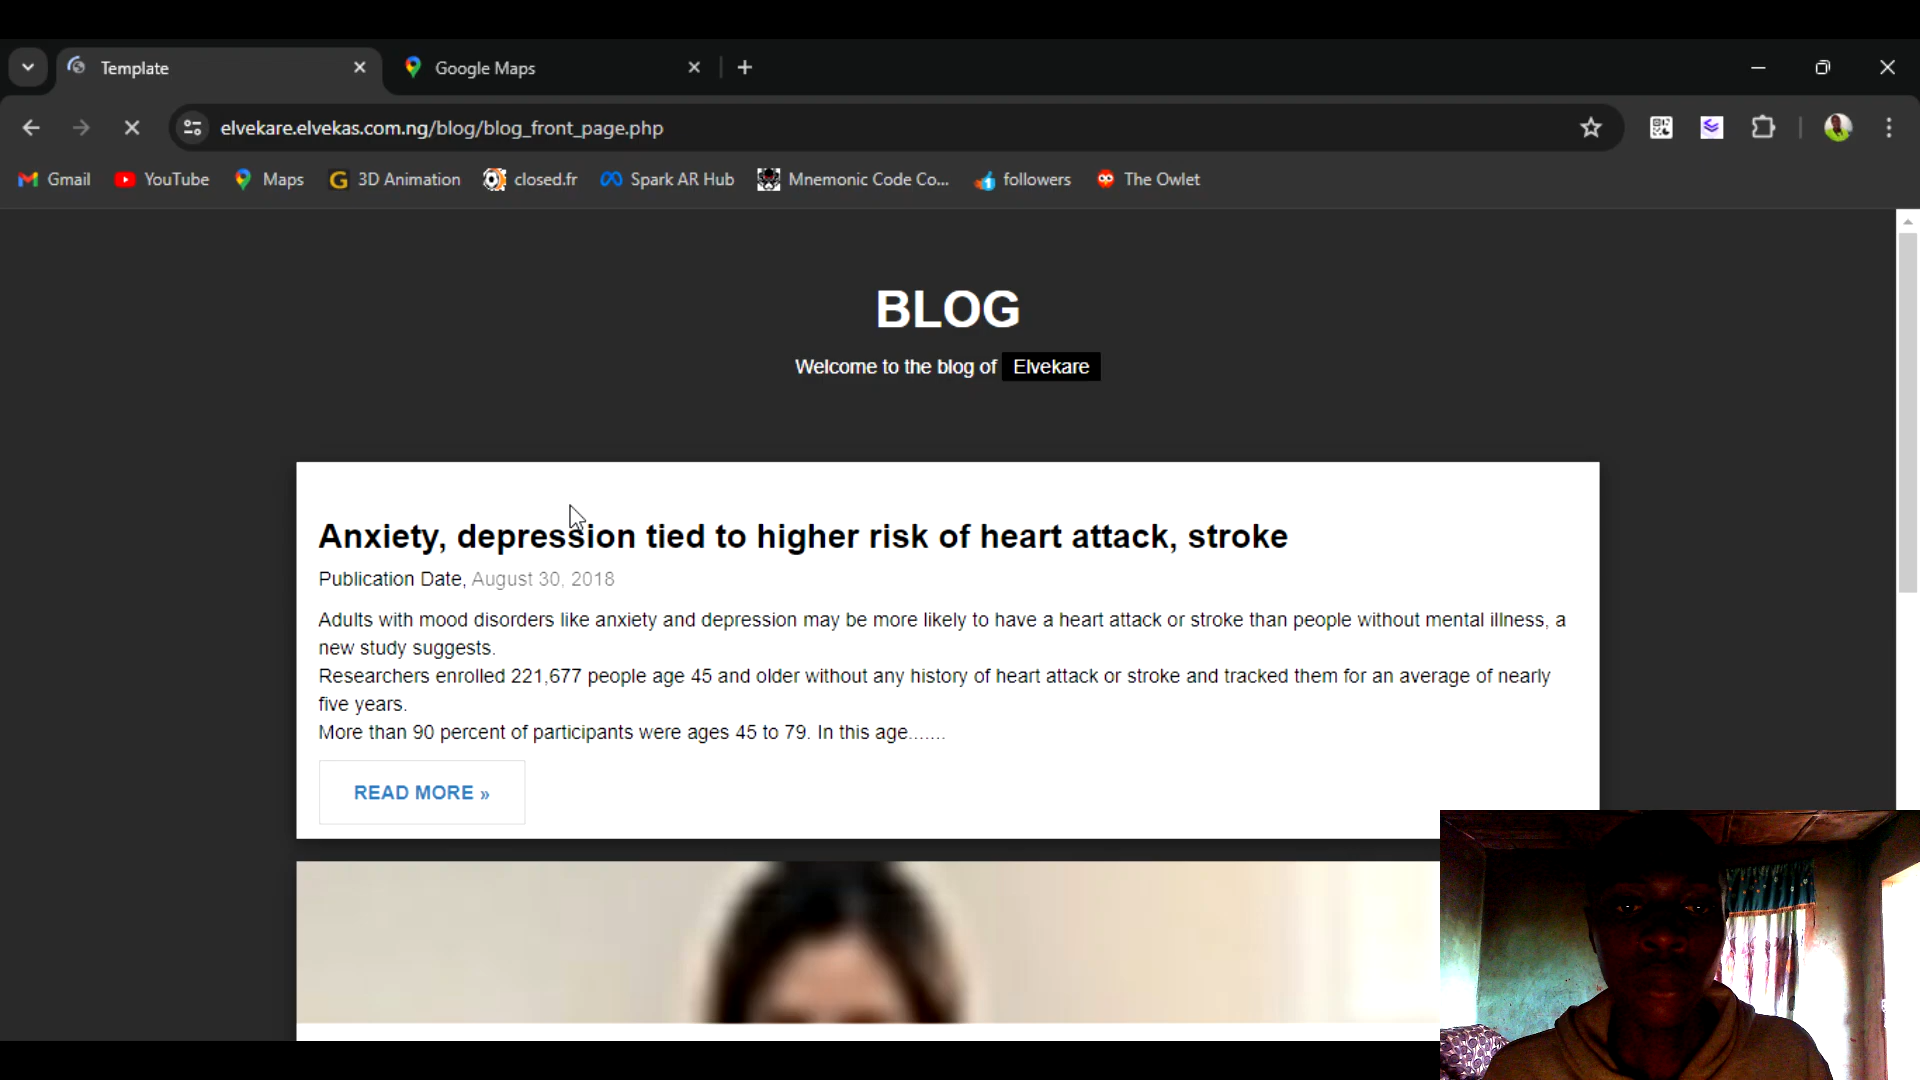 Template
Google Maps
elvekare.elvekas.com.ng/blog/blog_front_page.php
Gmail
YouTube
Maps
3D Animation
closed.fr
Spark AR Hub
Mnemonic Code Co...
followers
The Owlet
BLOG
Welcome to the blog of Elvekare
Anxiety, depression tied to higher risk of heart attack, stroke
Publication Date, August 30, 2018
Adults with mood disorders like anxiety and depression may be more likely to have a heart attack or stroke than people without mental illness, a
new study suggests.
Researchers enrolled 221,677 people age 45 and older without any history of heart attack or stroke and tracked them for an average of nearly
five years.
More than 90 percent of participants were ages 45 to 79. In this age.......
READ MORE »